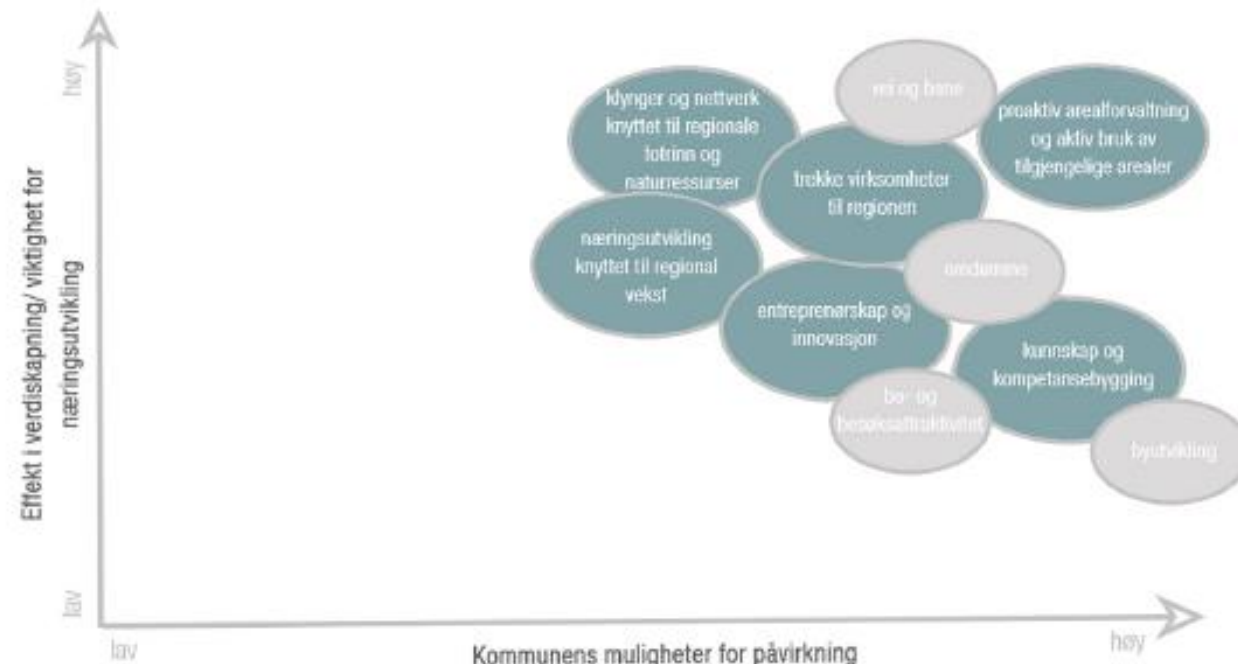 høy
Effekt i verdiskapning/ viktighet for
næringsutvikling
lav
klynger og nettverk
knyttet til regionale
fotrinn og
naturressurser
vei og bane
proaktiv arealforvaltning
og aktiv bruk av
tilgjengelige arealer
trekke virksomheter
til regionen
næringsutvikling
knyttet til regional
vekst
omdømme
entreprenørskap og
innovasjon
kunnskap og
kompetansebygging
bo- og
besøksattraktivitet
byutvikling
lav
Kommunens muligheter for påvirkning
høy